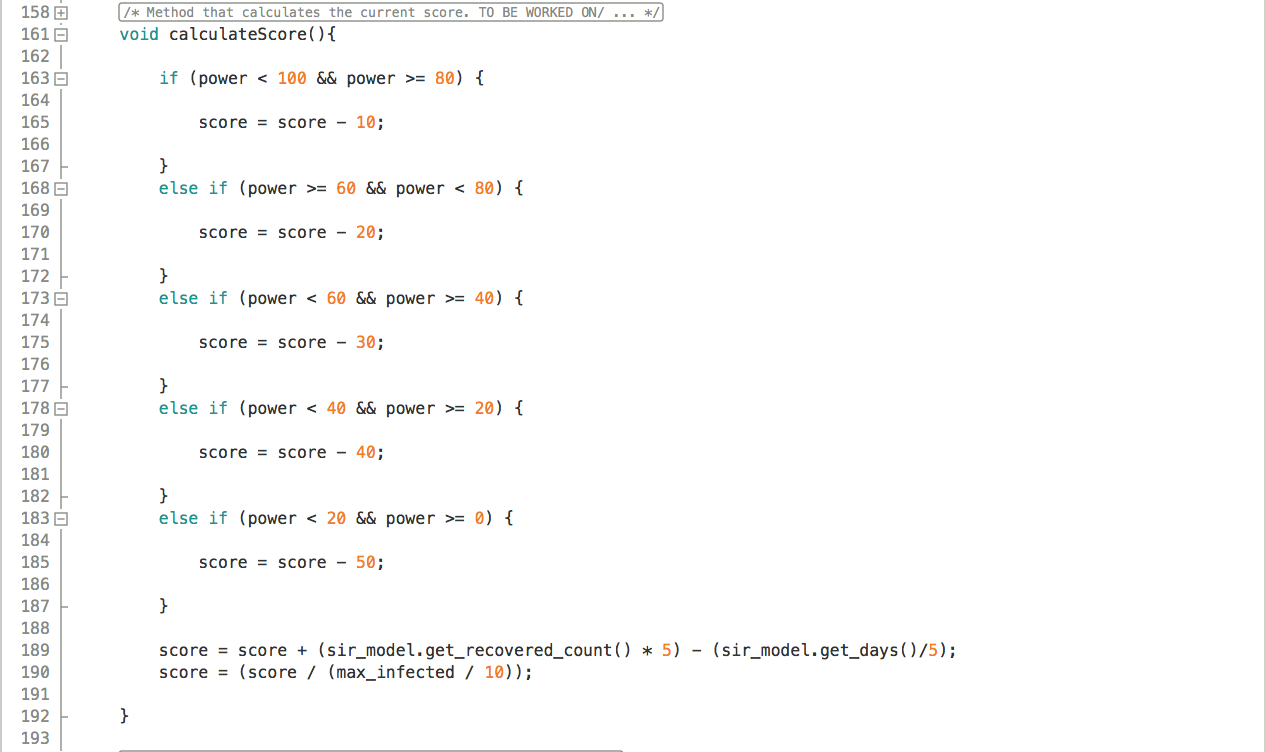 158 /* Method that calculates the current score. TO BE WORKED ON/ ... */
161 void calculateScore(){
162
163 if (power < 100 && power >= 80) {
164
165 score = score - 10;
166
167 }
168 else if (power >= 60 && power < 80) {
169
170 score = score - 20;
171
172 }
173 else if (power < 60 && power >= 40) {
174
175 score = score - 30;
176
177 }
178 else if (power < 40 && power >= 20) {
179
180 score = score - 40;
181
182 }
183 else if (power < 20 && power >= 0) {
184
185 score = score - 50;
186
187 }
188
189 score = score + (sir_model.get_recovered_count() * 5) - (sir_model.get_days()/5);
190 score = (score / (max_infected / 10));
191
192 }
193